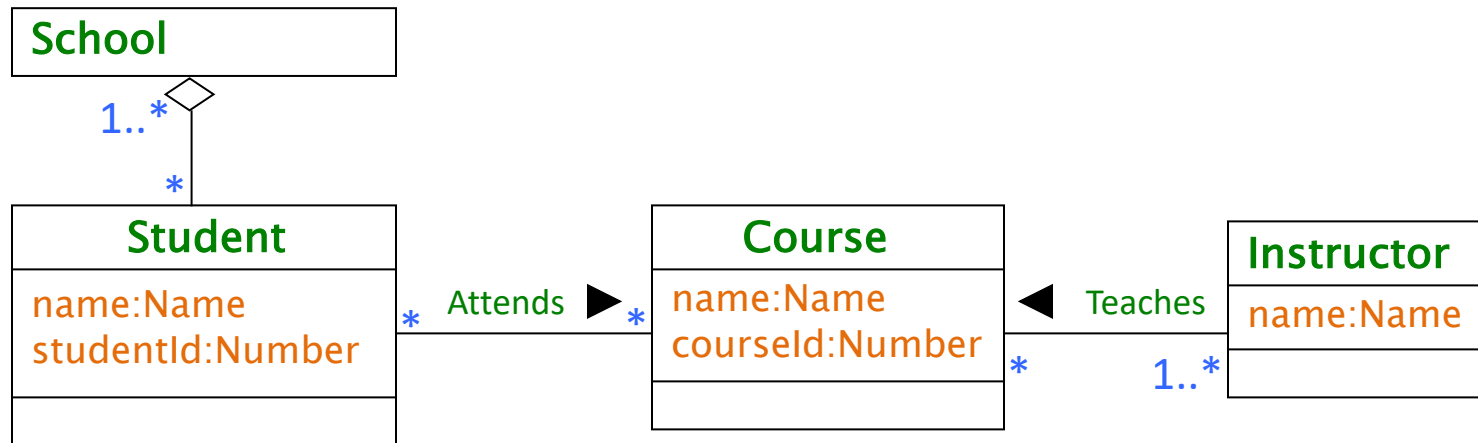 School
1..*
*
Student
name:Name
studentId:Number
* Attends *
Course
name:Name
courseId:Number
* Teaches 1..*
Instructor
name:Name